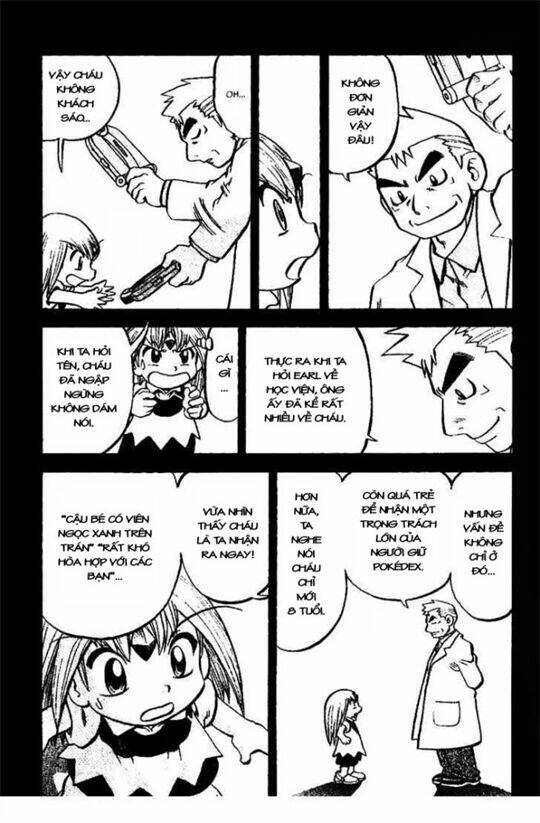 VẬY CHÁU
KHÔNG
KHÁCH
SÁO...
OH...
KHÔNG
ĐƠN
GIẢN
VẬY
ĐÂU!
KHI TA HỎI
TÊN, CHÁU
ĐÃ NGẬP
NGỪNG
KHÔNG DÁM
NÓI.
CÁI
GÌ
...
THỰC RA KHI TA
HỎI EARL VỀ
HỌC VIỆN, ÔNG
ẤY ĐÃ KỂ RẤT
NHIỀU VỀ CHÁU.
"CẬU BÉ CÓ VIÊN
NGỌC XANH TRÊN
TRÁN" "RẤT KHÓ
HÒA HỢP VỚI CÁC
BẠN"...
VỪA NHÌN
THẤY CHÁU
LÀ TA NHẬN
RA NGAY!
HƠN
NỮA,
TA
NGHE
NÓI
CHÁU
CHỈ
MỚI
8 TUỔI.
CÒN QUÁ TRẺ
ĐỂ NHẬN MỘT
TRỌNG TRÁCH
LỚN CỦA
NGƯỜI GIỮ
POKÉDEX.
NHƯNG
VẤN ĐỀ
KHÔNG
CHỈ Ở
ĐÓ...